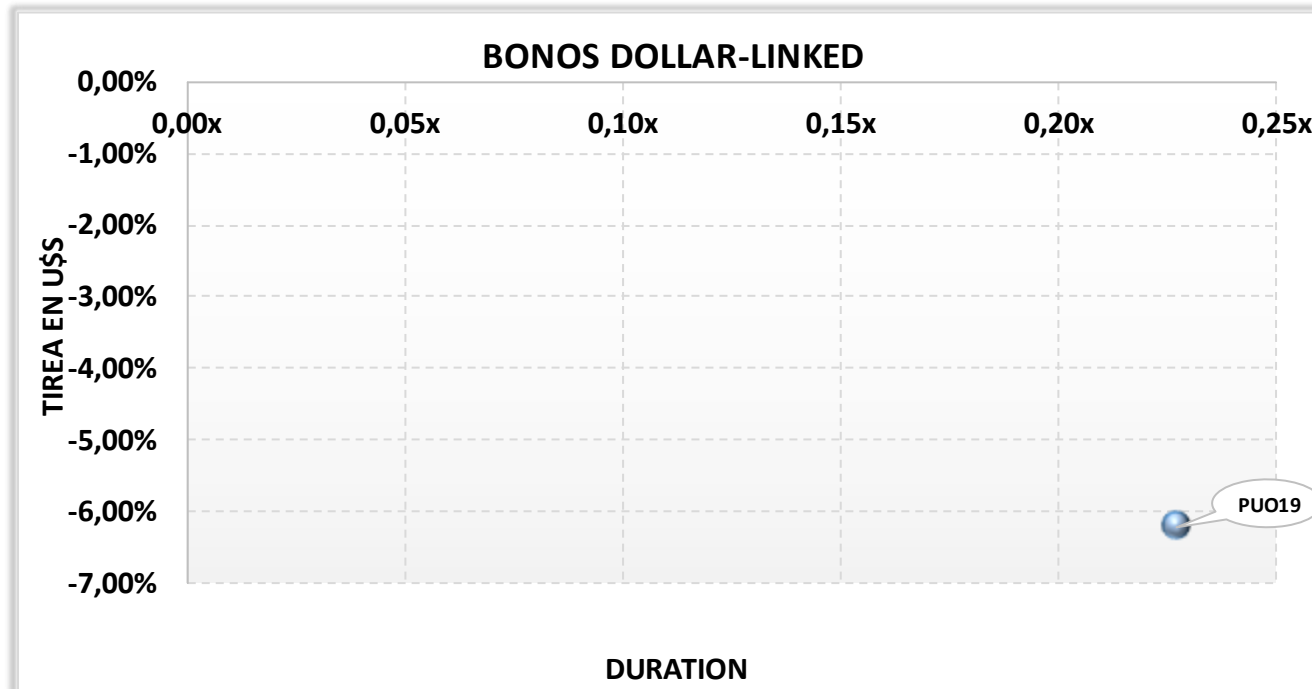 BONOS DOLLAR-LINKED
0,00%
0,00x
0,05x
0,10x
0,15x
0,20x
0,25x
-1,00%
-2,00%
-3,00%
-4,00%
-5,00%
-6,00%
-7,00%
TIREA EN U$S
PUO19
DURATION